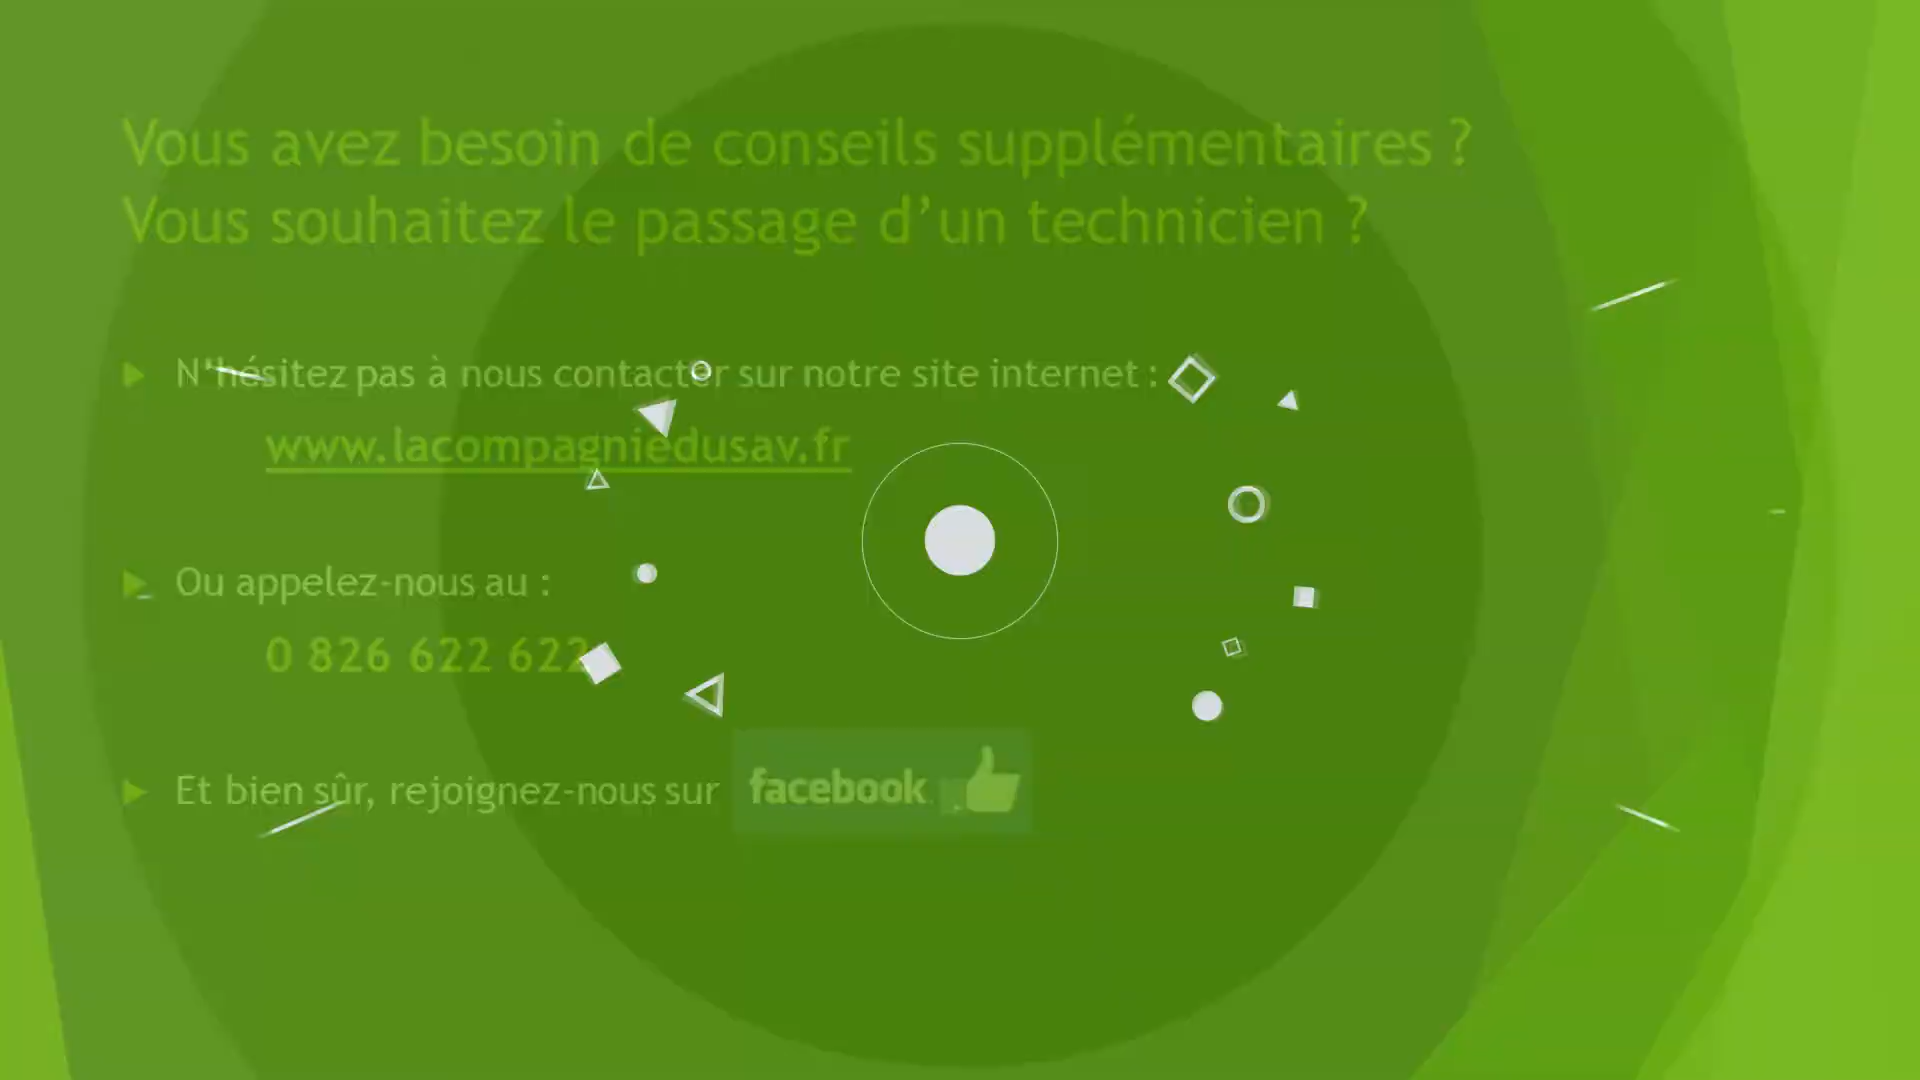 Vous avez besoin de conseils supplémentaires ?
Vous souhaitez le passage d’un technicien ?
N’hésitez pas à nous contacter sur notre site internet :
www.lacompagniedusav.fr
Ou appelez-nous au :
0 826 622 622
Et bien sûr, rejoignez-nous sur facebook